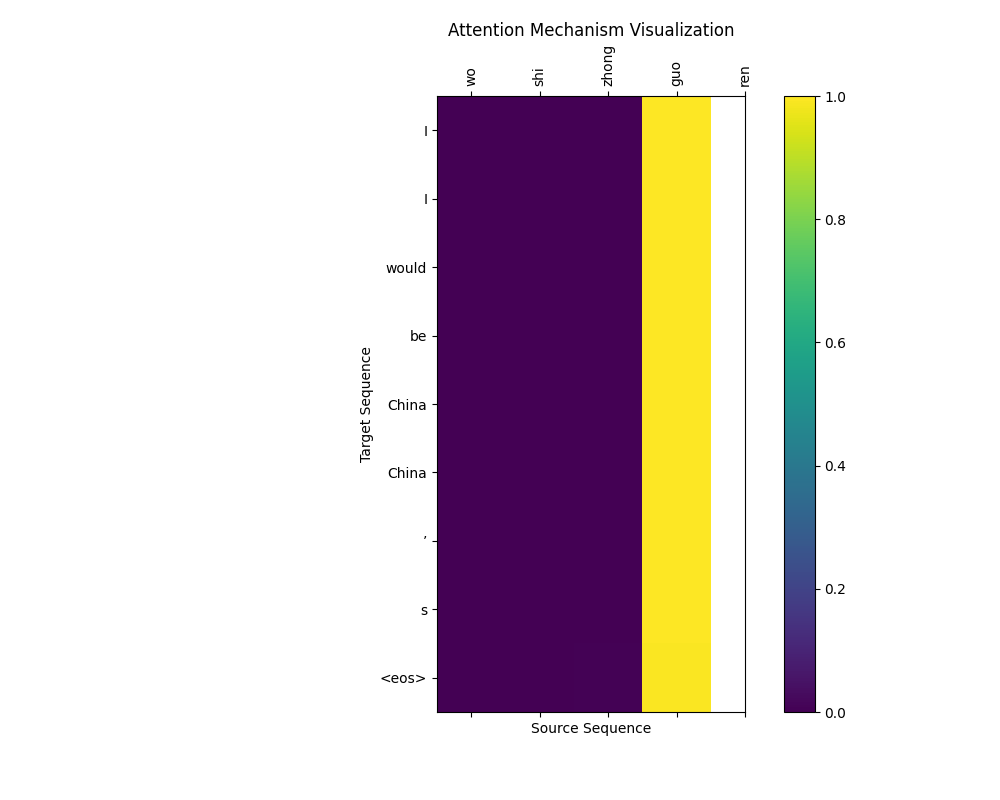 Attention Mechanism Visualization
wo shi zhong guo ren
I
I
would
be
China
China
’
s
<eos>
Target Sequence
Source Sequence
1.0
0.8
0.6
0.4
0.2
0.0